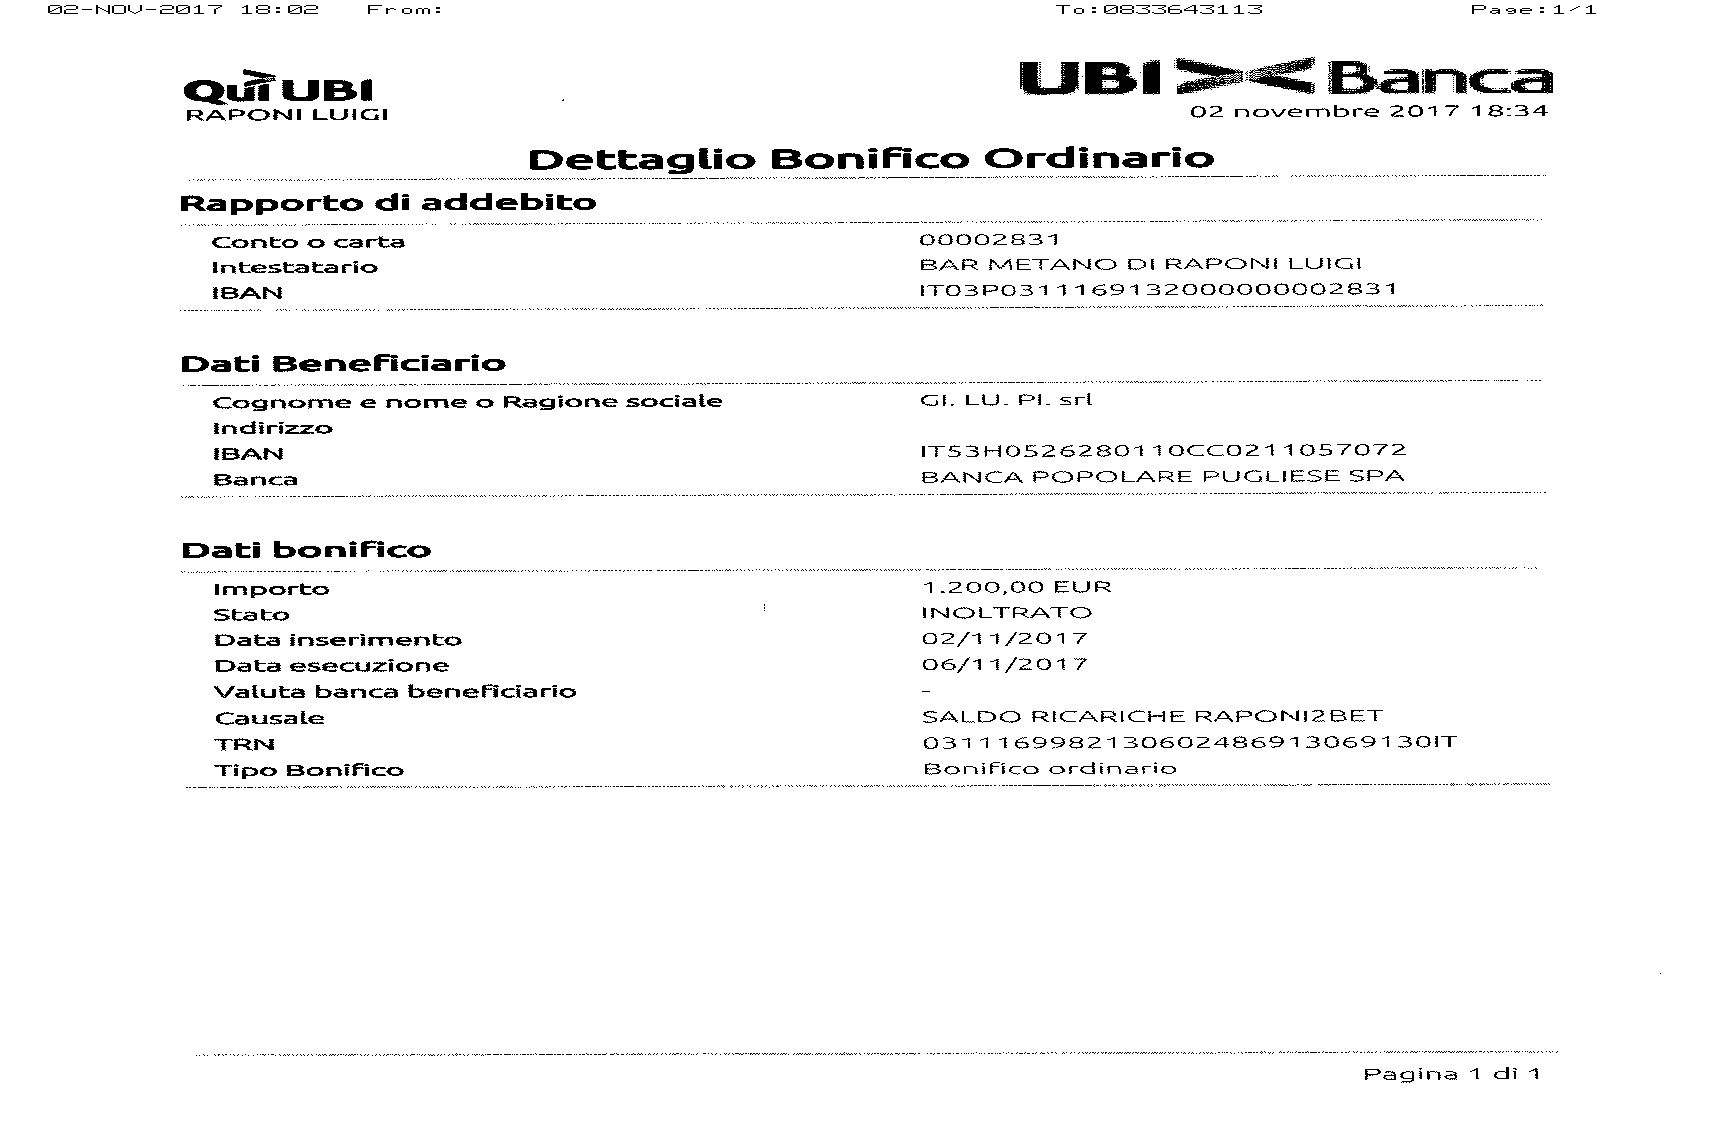 02-NOV-2017 18:02 From: To:0833643113 Page:1/1
QuiUBI
UBI Banca
RAPONI LUIGI
02 novembre 2017 18:34
Dettaglio Bonifico Ordinario
Rapporto di addebito
Conto o carta 00002831
Intestatario BAR METANO DI RAPONI LUIGI
IBAN IT03P0311169132000000002831
Dati Beneficiario
Cognome e nome o Ragione sociale GI. LU. PI. srl
Indirizzo
IBAN IT53H0526280110CC0211057072
Banca BANCA POPOLARE PUGLIESE SPA
Dati bonifico
Importo 1.200,00 EUR
Stato INOLTRATO
Data inserimento 02/11/2017
Data esecuzione 06/11/2017
Valuta banca beneficiario -
Causale SALDO RICARICHE RAPONI2BET
TRN 0311169982130602486913069130IT
Tipo Bonifico Bonifico ordinario
Pagina 1 di 1